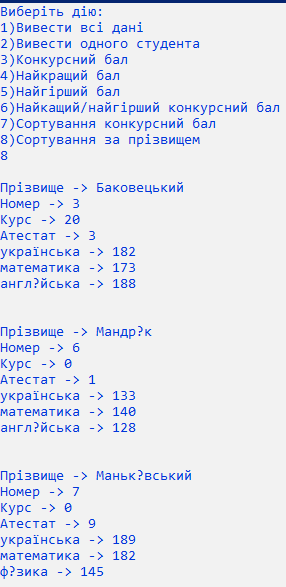 Виберіть дію:
1)Вивести всі дані
2)Вивести одного студента
3)Конкурсний бал
4)Найкращий бал
5)Найгірший бал
6)Найкащий/найгірший конкурсний бал
7)Сортування конкурсний бал
8)Сортування за прізвищем
8
Прізвище -> Баковецький
Номер -> 3
Курс -> 20
Атестат -> 3
українська -> 182
математика -> 173
англ?йська -> 188
Прізвище -> Мандр?к
Номер -> 6
Курс -> 0
Атестат -> 1
українська -> 133
математика -> 140
англ?йська -> 128
Прізвище -> Маньк?вський
Номер -> 7
Курс -> 0
Атестат -> 9
українська -> 189
математика -> 182
ф?зика -> 145